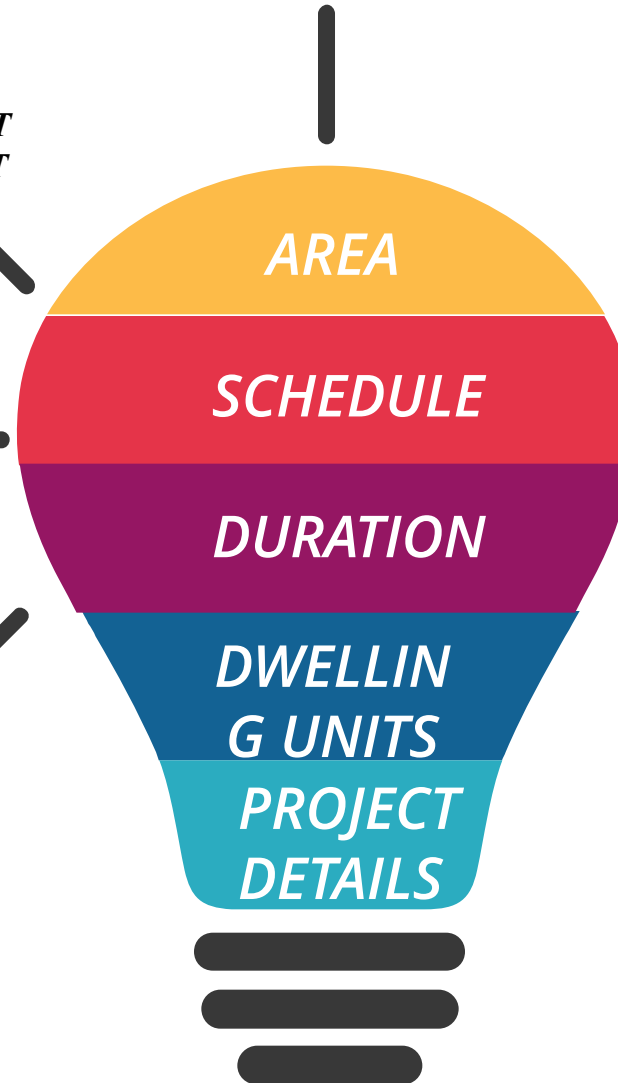 T
T
AREA
SCHEDULE
DURATION
DWELLIN
G UNITS
PROJECT
DETAILS